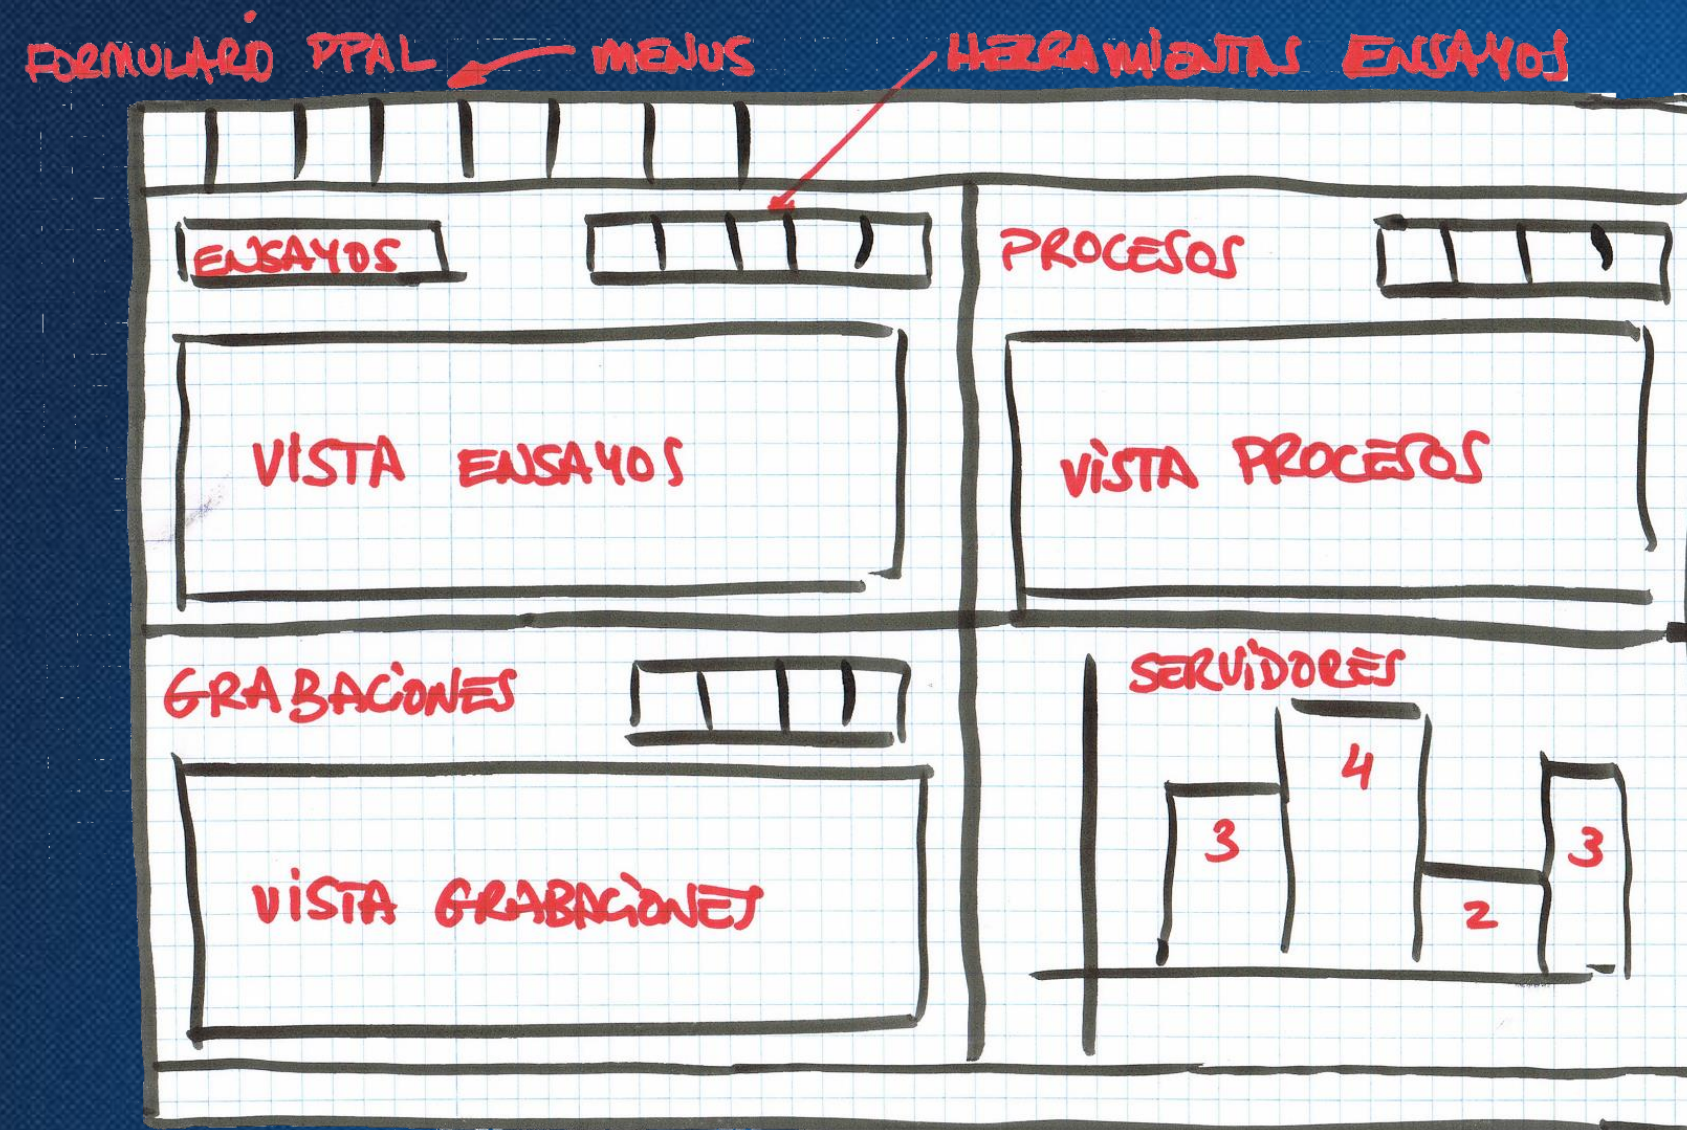 FORMULARIO PPAL
MENUS
HERRAMIENTAS ENSAYOS
ENSAYOS
PROCESOS
VISTA ENSAYOS
VISTA PROCESOS
GRABACIONES
SERVIDORES
VISTA GRABACIONES
3
4
2
3